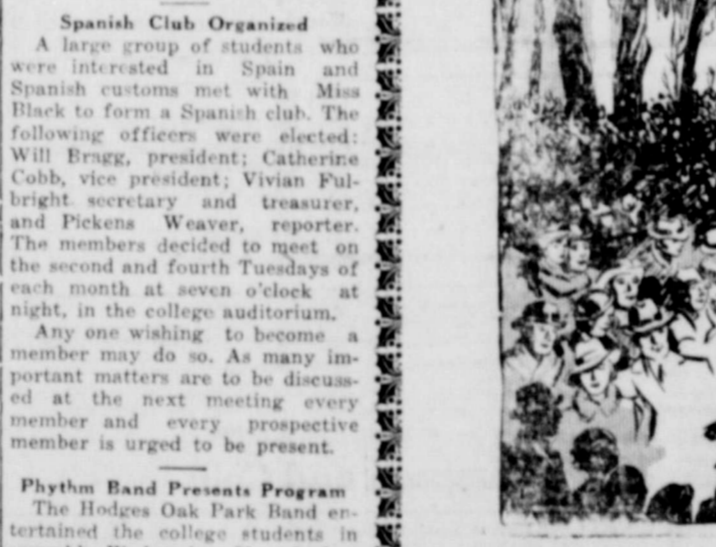 Spanish Club Organized
A large group of students who
were interested in Spain and
Spanish customs met with Miss
Black to form a Spanish club. The
following officers were elected:
Will Bragg, president; Catherine
Cobb, vice president; Vivian Ful-
bright secretary and treasurer,
and Pickens Weaver, reporter.
The members decided to meet on
the second and fourth Tuesdays of
each month at seven o'clock at
night, in the college auditorium.
Any one wishing to become a
member may do so. As many im-
portant matters are to be discuss-
ed at the next meeting every
member and every prospective
member is urged to be present.
Phythm Band Presents Program
The Hodges Oak Park Band en-
tertained the college students in